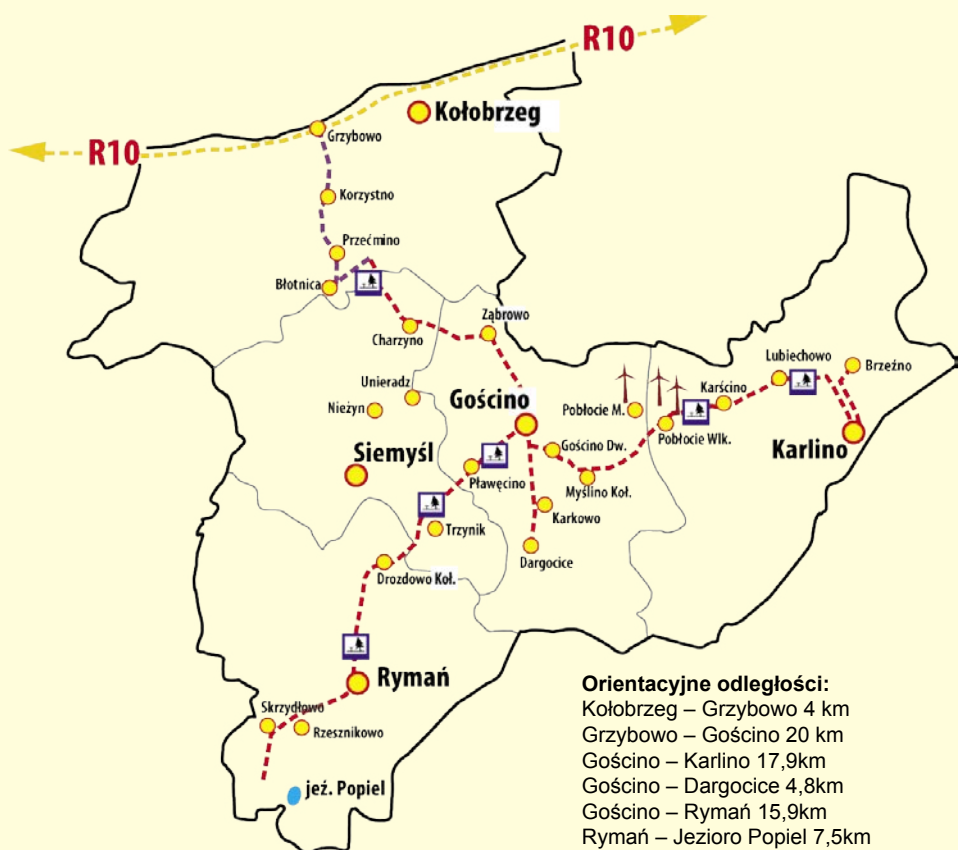 R10
Kołobrzeg
Grzybowo
R10
Korzystno
Przećmino
Błotnica
Charzyno
Ząbrowo
Lubiechowo
Brzeźno
Unieradz
Nieżyn
Gościno
Pobłocie M.
Karścino
Pobłocie Wlk.
Karlino
Siemyśl
Gościno Dw.
Pławęcino
Myślino Koł.
Karkowo
Trzynik
Dargocice
Drozdowo Koł.
Rymań
Skrzydłowo
Rzesznikowo
jeź. Popiel
Orientacyjne odległości:
Kołobrzeg – Grzybowo 4 km
Grzybowo – Gościno 20 km
Gościno – Karlino 17,9km
Gościno – Dargocice 4,8km
Gościno – Rymań 15,9km
Rymań – Jezioro Popiel 7,5km